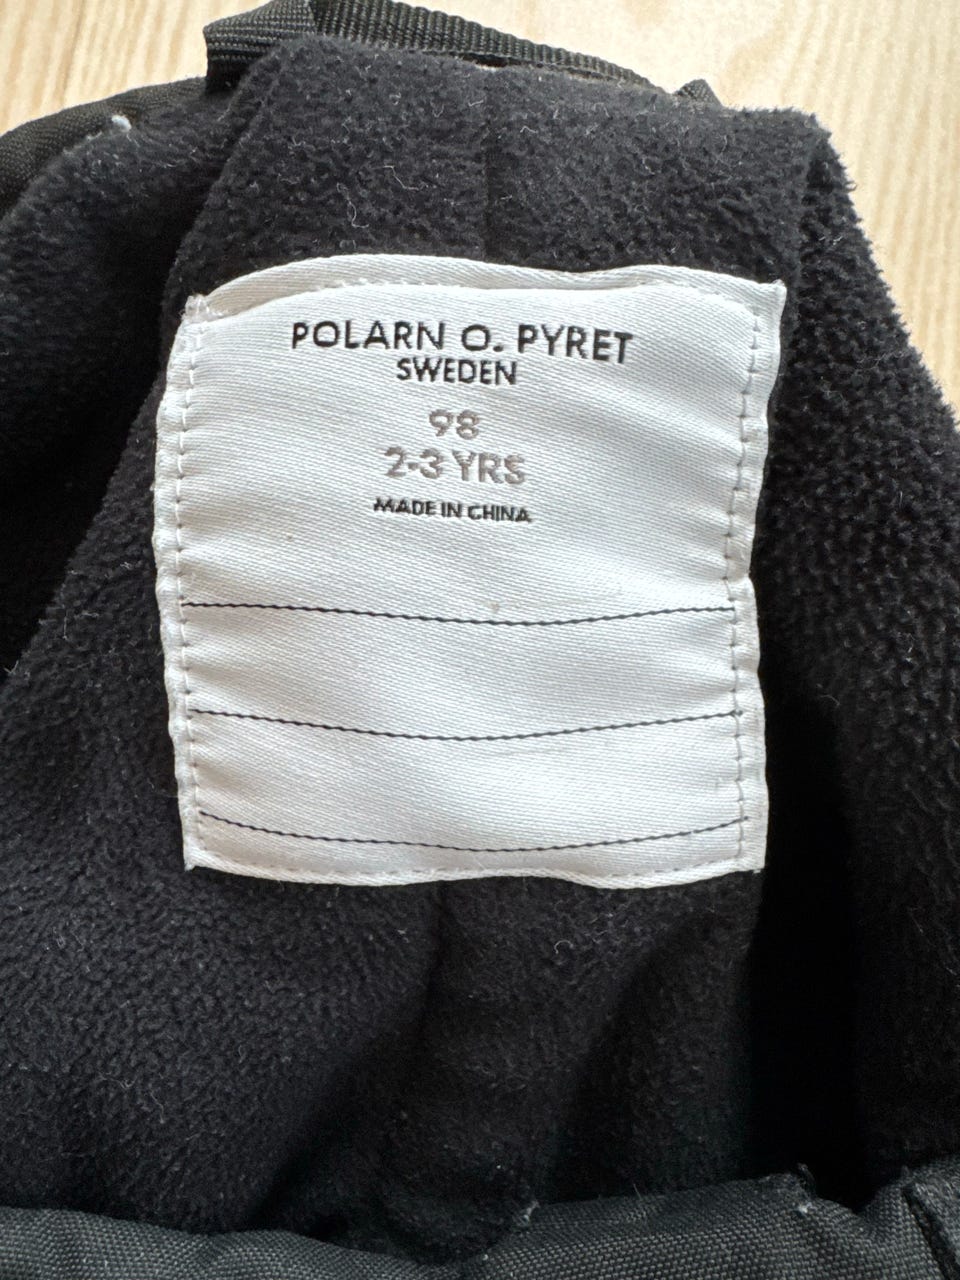 POLARN O. PYRET
SWEDEN
98
2-3 YRS
MADE IN CHINA